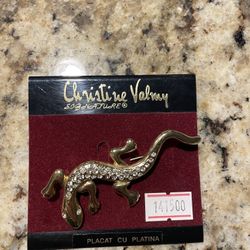 Christine Valmy
SIGNATURE®
141500
PLACAT CU PLATINA